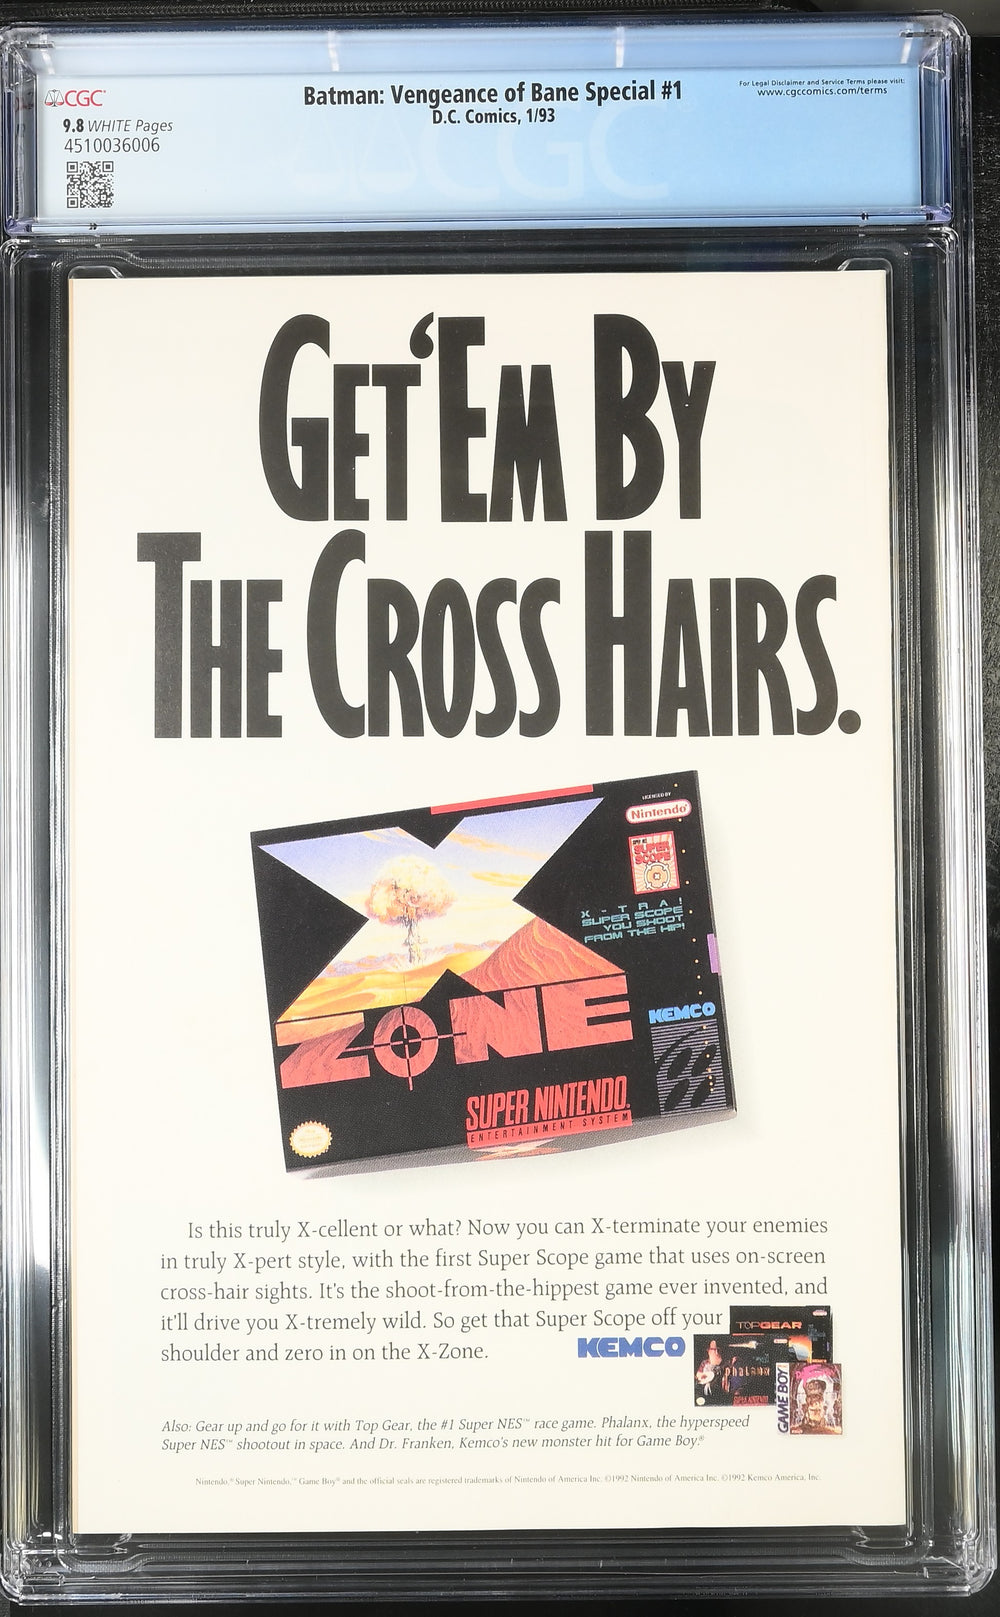 CGC
Batman: Vengeance of Bane Special #1
D.C. Comics, 1/93
For Legal Disclaimer and Service Terms please visit:
www.cgccomics.com/terms
9.8 WHITE Pages
4510036006
CGC
GET 'EM BY
THE CROSS HAIRS.
LICENSED BY
Nintendo
SUPER SCOPE
X-TRA!
SUPER SCOPE
YOU SHOOT
FROM THE HIP!
X
ZONE
KEMCO
SUPER NINTENDO
ENTERTAINMENT SYSTEM
Is this truly X-cellent or what? Now you can X-terminate your enemies
in truly X-pert style, with the first Super Scope game that uses on-screen
cross-hair sights. It's the shoot-from-the-hippest game ever invented, and
it'll drive you X-tremely wild. So get that Super Scope off your
shoulder and zero in on the X-Zone.
KEMCO
TOP GEAR
phalanx
GAME BOY
Also: Gear up and go for it with Top Gear, the #1 Super NES™ race game. Phalanx, the hyperspeed
Super NES™ shootout in space. And Dr. Franken, Kemco's new monster hit for Game Boy.®
Nintendo,® Super Nintendo,™ Game Boy® and the official seals are registered trademarks of Nintendo of America Inc. ©1992 Nintendo of America Inc. ©1992 Kemco America, Inc.